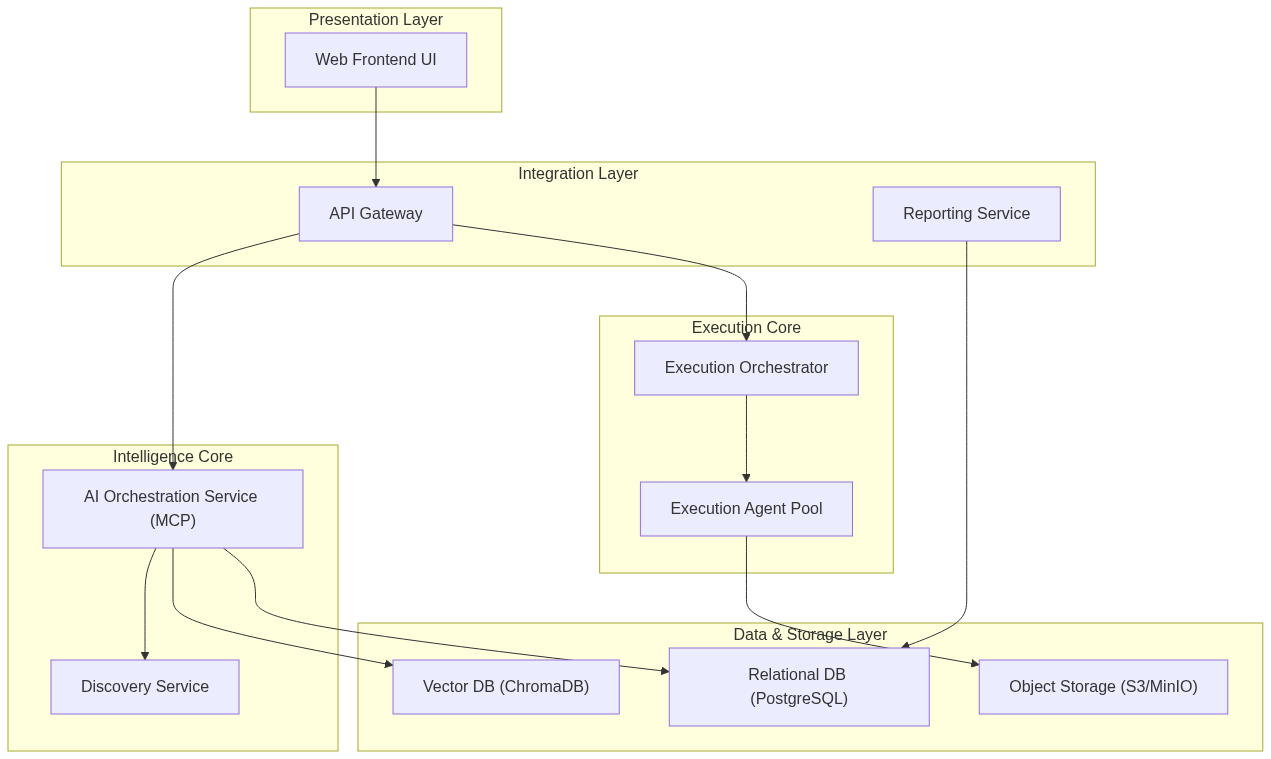 Presentation Layer
Web Frontend UI
Integration Layer
API Gateway
Reporting Service
Execution Core
Execution Orchestrator
Execution Agent Pool
Intelligence Core
AI Orchestration Service
(MCP)
Discovery Service
Data & Storage Layer
Vector DB (ChromaDB)
Relational DB
(PostgreSQL)
Object Storage (S3/MinIO)